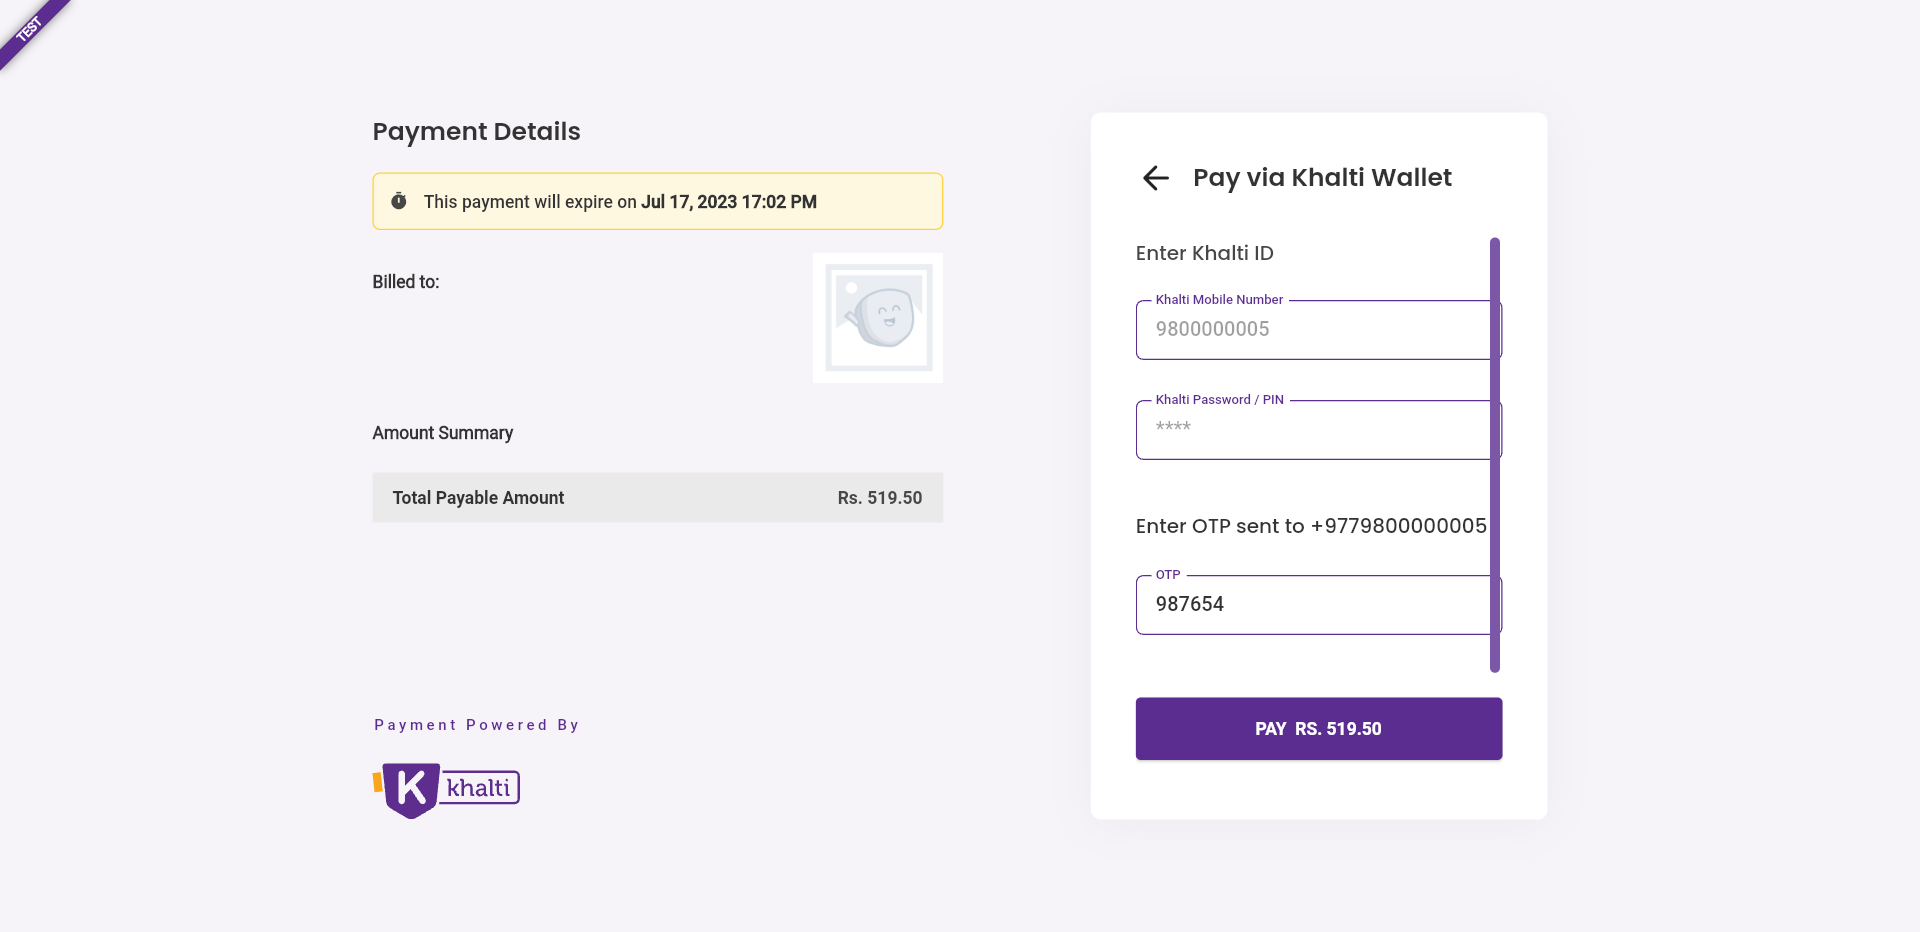 TEST
Payment Details
This payment will expire on Jul 17, 2023 17:02 PM
Billed to:
Amount Summary
Total Payable Amount Rs. 519.50
Payment Powered By
K khalti
Pay via Khalti Wallet
Enter Khalti ID
Khalti Mobile Number
9800000005
Khalti Password / PIN
****
Enter OTP sent to +9779800000005
OTP
987654
PAY RS. 519.50